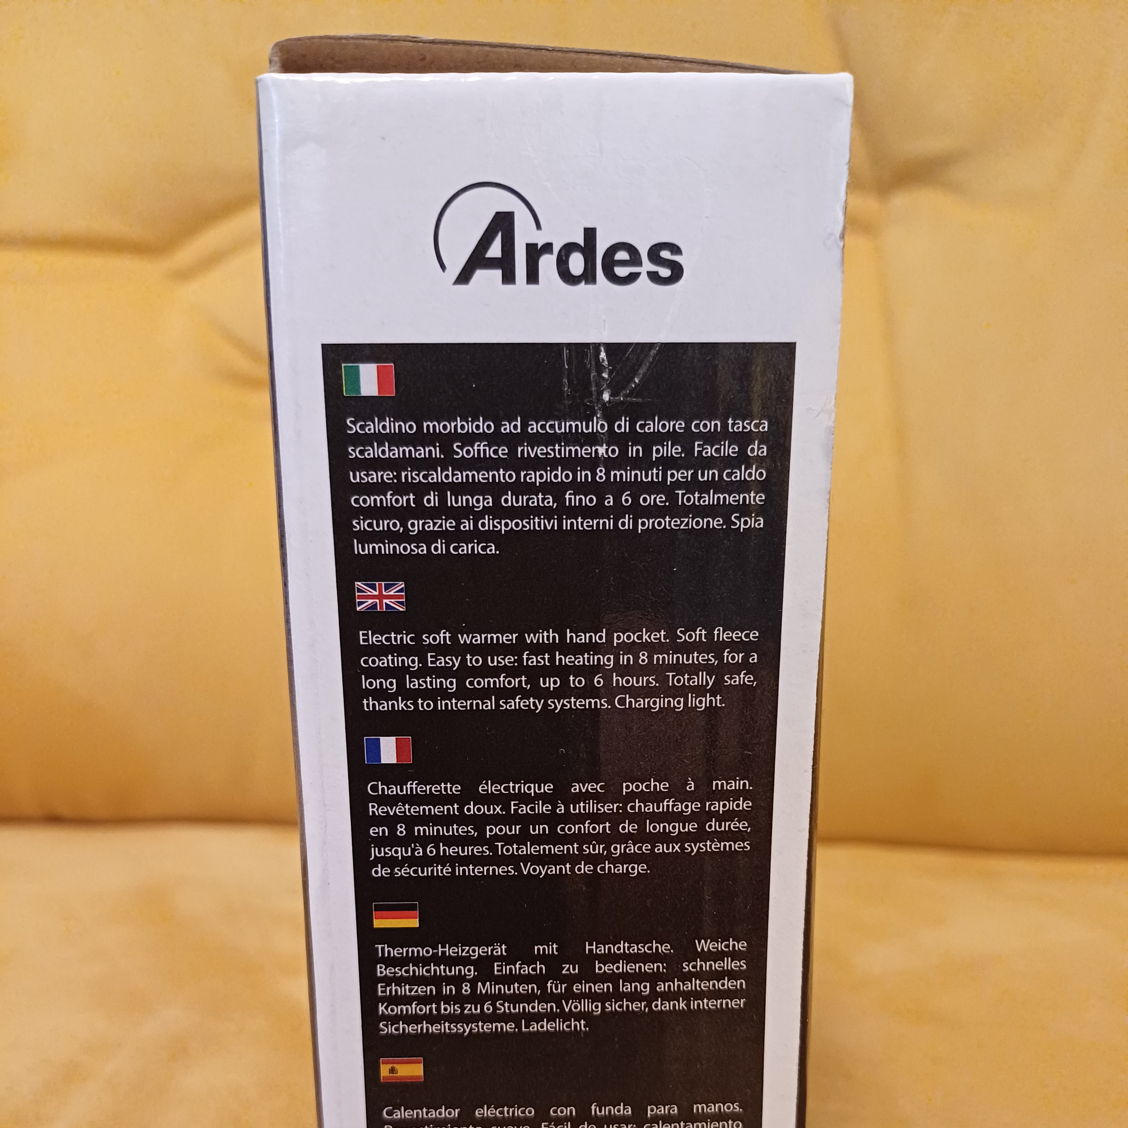 Ardes
Scaldino morbido ad accumulo di calore con tasca
scaldamani. Soffice rivestimento in pile. Facile da
usare: riscaldamento rapido in 8 minuti per un caldo
comfort di lunga durata, fino a 6 ore. Totalmente
sicuro, grazie ai dispositivi interni di protezione. Spia
luminosa di carica.
Electric soft warmer with hand pocket. Soft fleece
coating. Easy to use: fast heating in 8 minutes, for a
long lasting comfort, up to 6 hours. Totally safe,
thanks to internal safety systems. Charging light.
Chaufferette électrique avec poche à main.
Revêtement doux. Facile à utiliser: chauffage rapide
en 8 minutes, pour un confort de longue durée,
jusqu'à 6 heures. Totalement sûr, grâce aux systèmes
de sécurité internes. Voyant de charge.
Thermo-Heizgerät mit Handtasche. Weiche
Beschichtung. Einfach zu bedienen: schnelles
Erhitzen in 8 Minuten, für einen lang anhaltenden
Komfort bis zu 6 Stunden. Völlig sicher, dank interner
Sicherheitssysteme. Ladelicht.
Calentador eléctrico con funda para manos.
suave. Fácil de usar: calentamiento